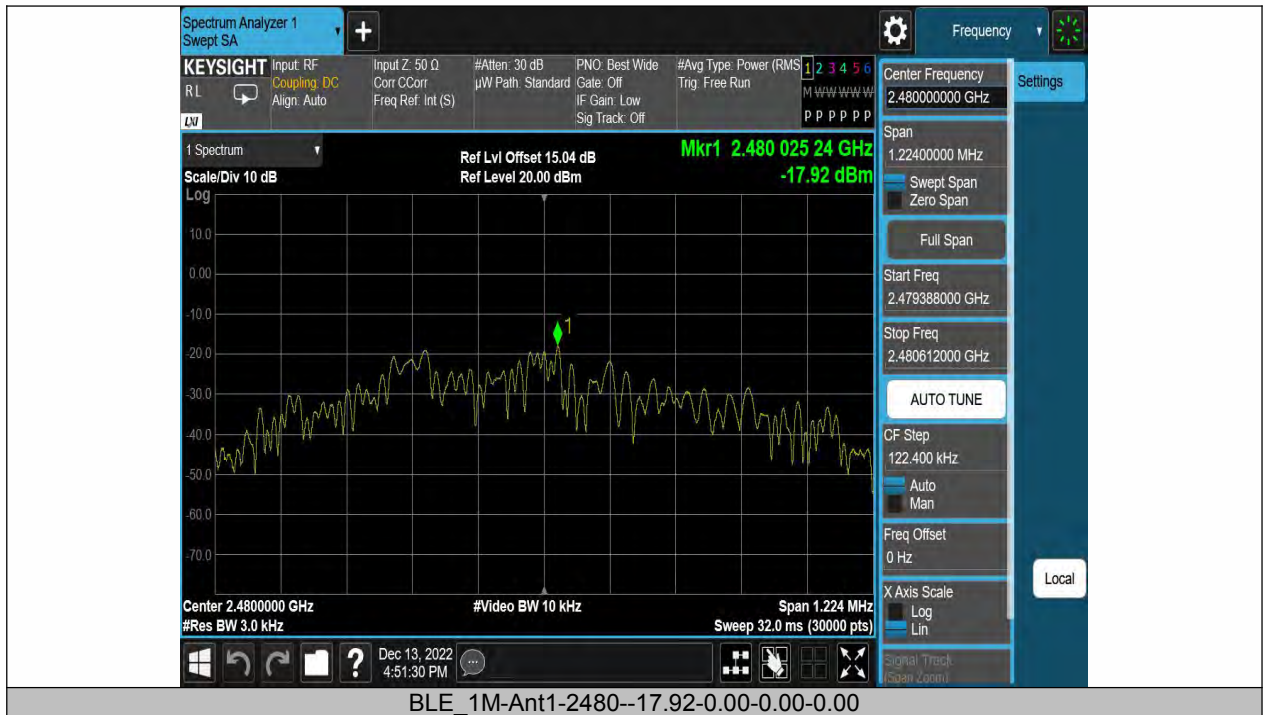 Spectrum Analyzer 1
Swept SA
+
Frequency
KEYSIGHT
R L
LXI
Input: RF
Coupling: DC
Align: Auto
Input Z: 50 Ω
Corr CCorr
Freq Ref: Int (S)
#Atten: 30 dB
µW Path: Standard
PNO: Best Wide
Gate: Off
IF Gain: Low
Sig Track: Off
#Avg Type: Power (RMS
Trig: Free Run
1 2 3 4 5 6
M W W W W W
P P P P P P
1 Spectrum
Scale/Div 10 dB
Log
Ref Lvl Offset 15.04 dB
Ref Level 20.00 dBm
Mkr1 2.480 025 24 GHz
-17.92 dBm
10.0
0.00
-10.0
-20.0
-30.0
-40.0
-50.0
-60.0
-70.0
1
Center 2.4800000 GHz
#Res BW 3.0 kHz
#Video BW 10 kHz
Span 1.224 MHz
Sweep 32.0 ms (30000 pts)
Center Frequency
2.480000000 GHz
Settings
Span
1.22400000 MHz
Swept Span
Zero Span
Full Span
Start Freq
2.479388000 GHz
Stop Freq
2.480612000 GHz
AUTO TUNE
CF Step
122.400 kHz
Auto
Man
Freq Offset
0 Hz
X Axis Scale
Log
Lin
Local
Signal Track
(Span Zoom)
?
Dec 13, 2022
4:51:30 PM
BLE_1M-Ant1-2480--17.92-0.00-0.00-0.00